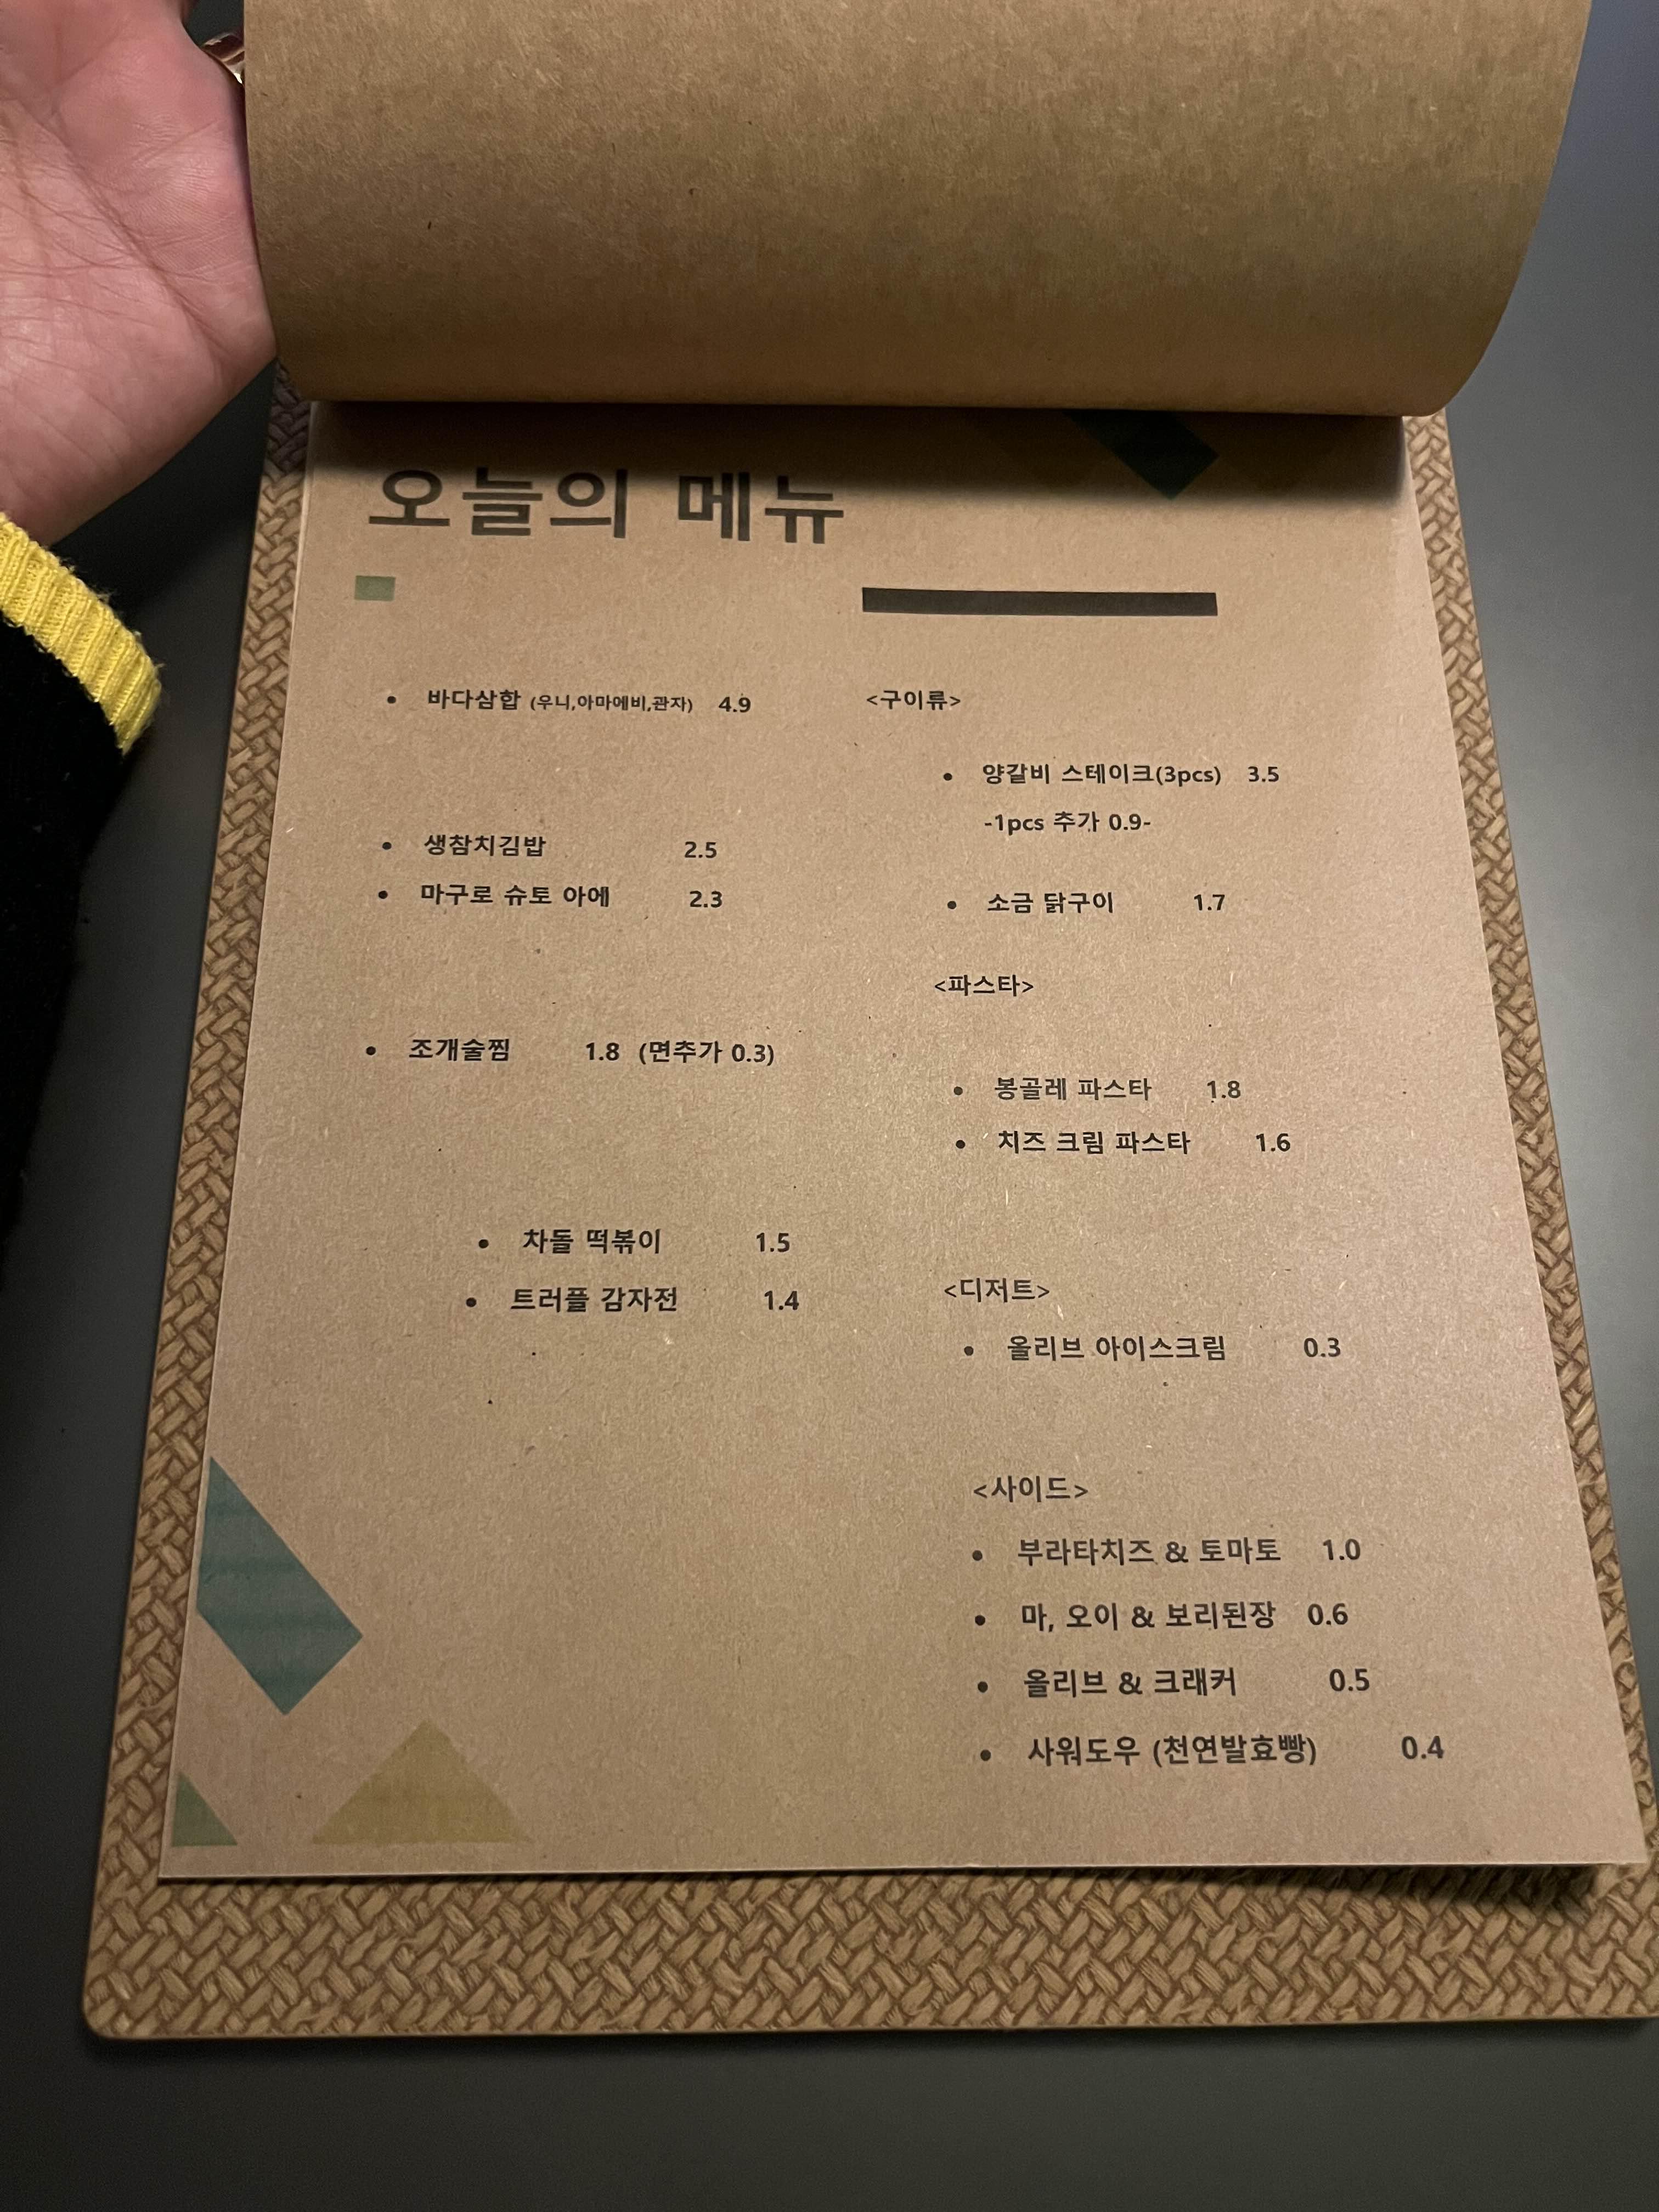 오늘의 메뉴
• 바다삼합 (우니,아마에비,관자) 4.9
• 생참치김밥 2.5
• 마구로 슈토 아에 2.3
• 조개술찜 1.8 (면추가 0.3)
• 차돌 떡볶이 1.5
• 트러플 감자전 1.4
<구이류>
• 양갈비 스테이크(3pcs) 3.5
-1pcs 추가 0.9-
• 소금 닭구이 1.7
<파스타>
• 봉골레 파스타 1.8
• 치즈 크림 파스타 1.6
<디저트>
• 올리브 아이스크림 0.3
<사이드>
• 부라타치즈 & 토마토 1.0
• 마, 오이 & 보리된장 0.6
• 올리브 & 크래커 0.5
• 사워도우 (천연발효빵) 0.4